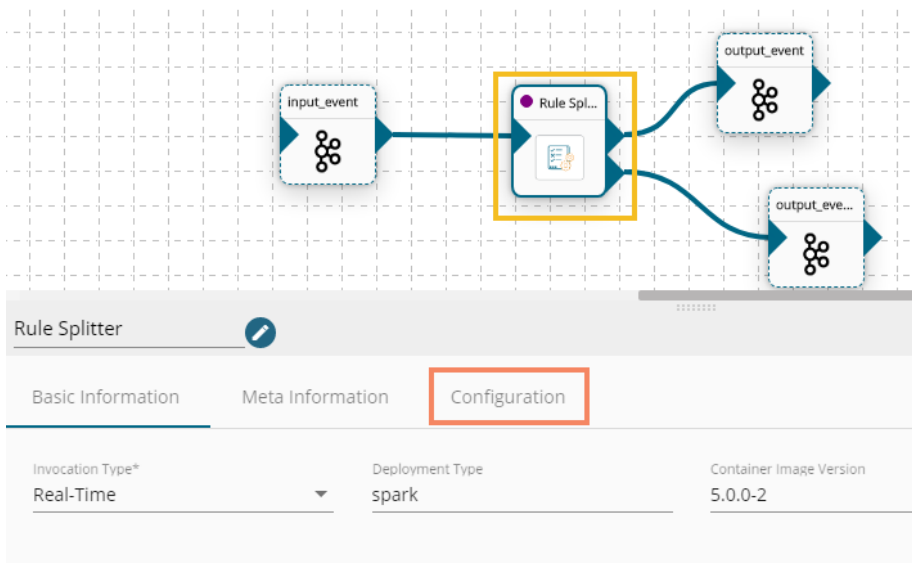 output_event
input_event
Rule Spl...
output_eve...
Rule Splitter
Basic Information
Meta Information
Configuration
Invocation Type*
Deployment Type
Container Image Version
Real-Time
spark
5.0.0-2